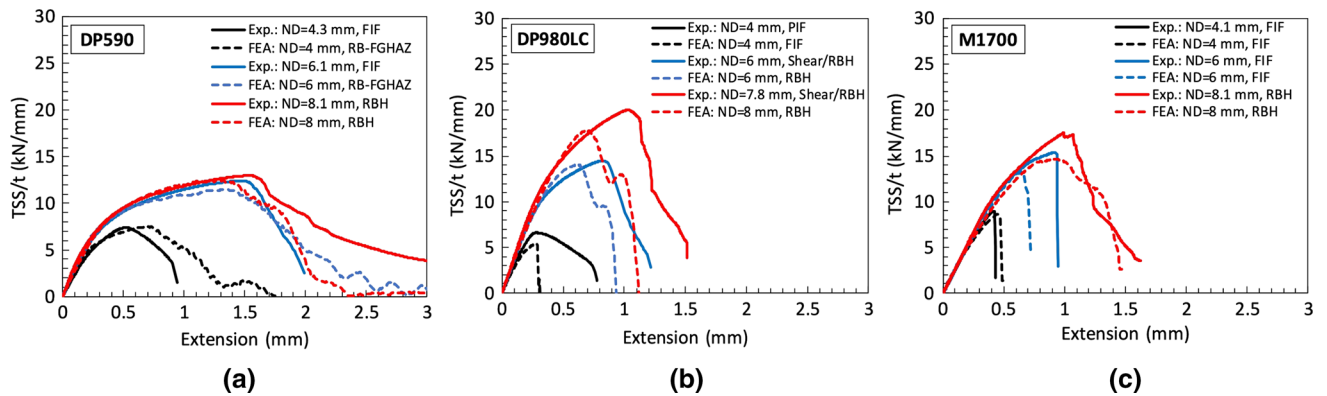 DP590
Exp.: ND=4.3 mm, FIF
FEA: ND=4 mm, RB-FGHAZ
Exp.: ND=6.1 mm, FIF
FEA: ND=6 mm, RB-FGHAZ
Exp.: ND=8.1 mm, RBH
FEA: ND=8 mm, RBH
TSS/t (kN/mm)
30
25
20
15
10
5
0
0 0.5 1 1.5 2 2.5 3
Extension (mm)
(a)
DP980LC
Exp.: ND=4 mm, PIF
FEA: ND=4 mm, FIF
Exp.: ND=6 mm, Shear/RBH
FEA: ND=6 mm, RBH
Exp.: ND=7.8 mm, Shear/RBH
FEA: ND=8 mm, RBH
TSS/t (kN/mm)
30
25
20
15
10
5
0
0 0.5 1 1.5 2 2.5 3
Extension (mm)
(b)
M1700
Exp.: ND=4.1 mm, FIF
FEA: ND=4 mm, FIF
Exp.: ND=6 mm, FIF
FEA: ND=6 mm, FIF
Exp.: ND=8.1 mm, RBH
FEA: ND=8 mm, RBH
TSS/t (kN/mm)
30
25
20
15
10
5
0
0 0.5 1 1.5 2 2.5 3
Extension (mm)
(c)